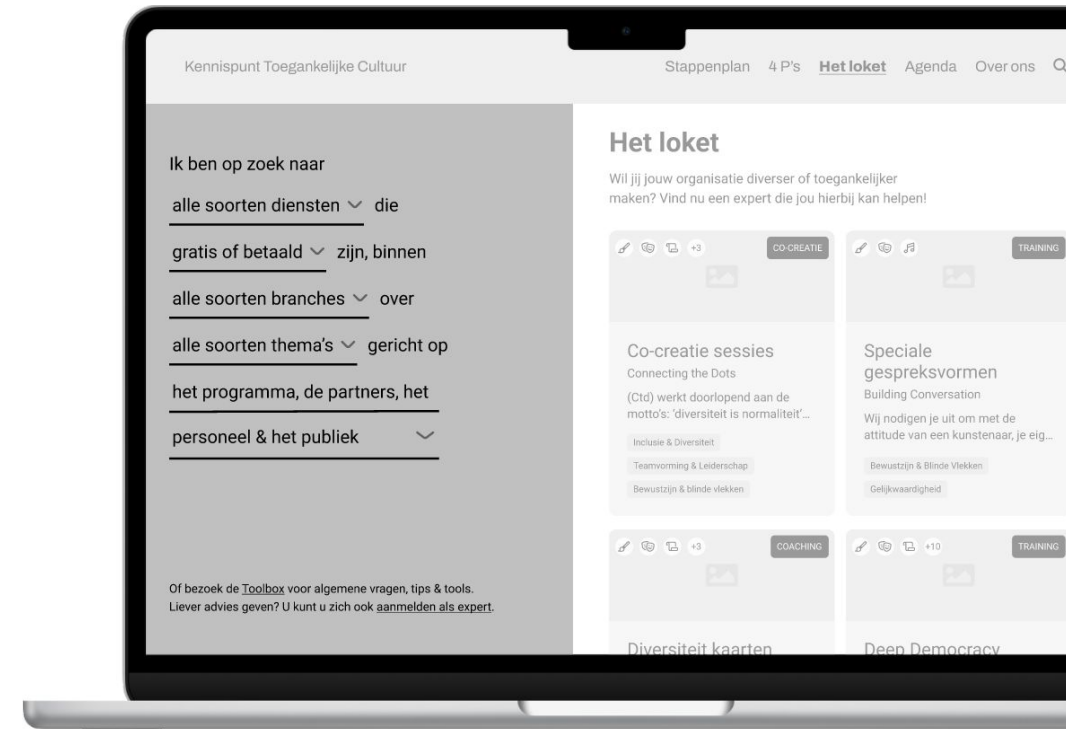 Kennispunt Toegankelijke Cultuur
Stappenplan 4 P's Het loket Agenda Over ons
Ik ben op zoek naar
alle soorten diensten die
gratis of betaald zijn, binnen
alle soorten branches over
alle soorten thema's gericht op
het programma, de partners, het
personeel & het publiek
Of bezoek de Toolbox voor algemene vragen, tips & tools.
Liever advies geven? U kunt u zich ook aanmelden als expert.
Het loket
Wil jij jouw organisatie diverser of toegankelijker
maken? Vind nu een expert die jou hierbij kan helpen!
+3 CO-CREATIE
Co-creatie sessies
Connecting the Dots
(Ctd) werkt doorlopend aan de
motto's: 'diversiteit is normaliteit'...
Inclusie & Diversiteit
Teamvorming & Leiderschap
Bewustzijn & blinde vlekken
TRAINING
Speciale
gespreksvormen
Building Conversation
Wij nodigen je uit om met de
attitude van een kunstenaar, je eig...
Bewustzijn & Blinde Vlekken
Gelijkwaardigheid
+3 COACHING
Diversiteit kaarten
+10 TRAINING
Deep Democracy